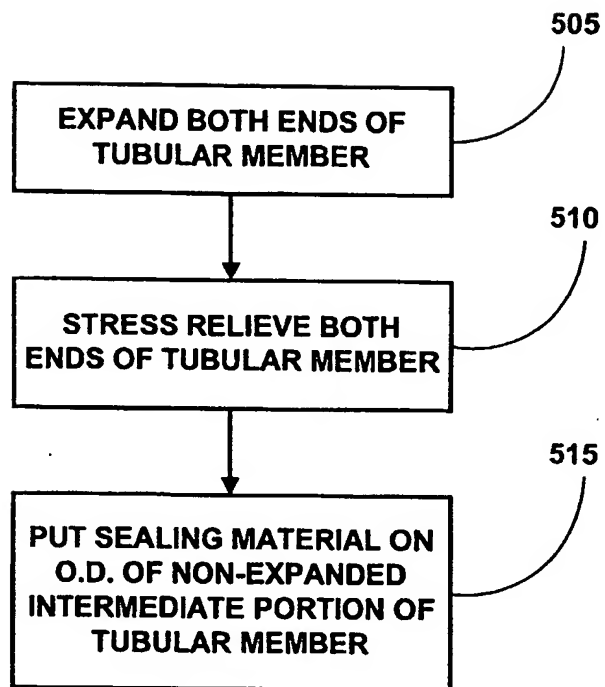 505
EXPAND BOTH ENDS OF
TUBULAR MEMBER
510
STRESS RELIEVE BOTH
ENDS OF TUBULAR MEMBER
515
PUT SEALING MATERIAL ON
O.D. OF NON-EXPANDED
INTERMEDIATE PORTION OF
TUBULAR MEMBER